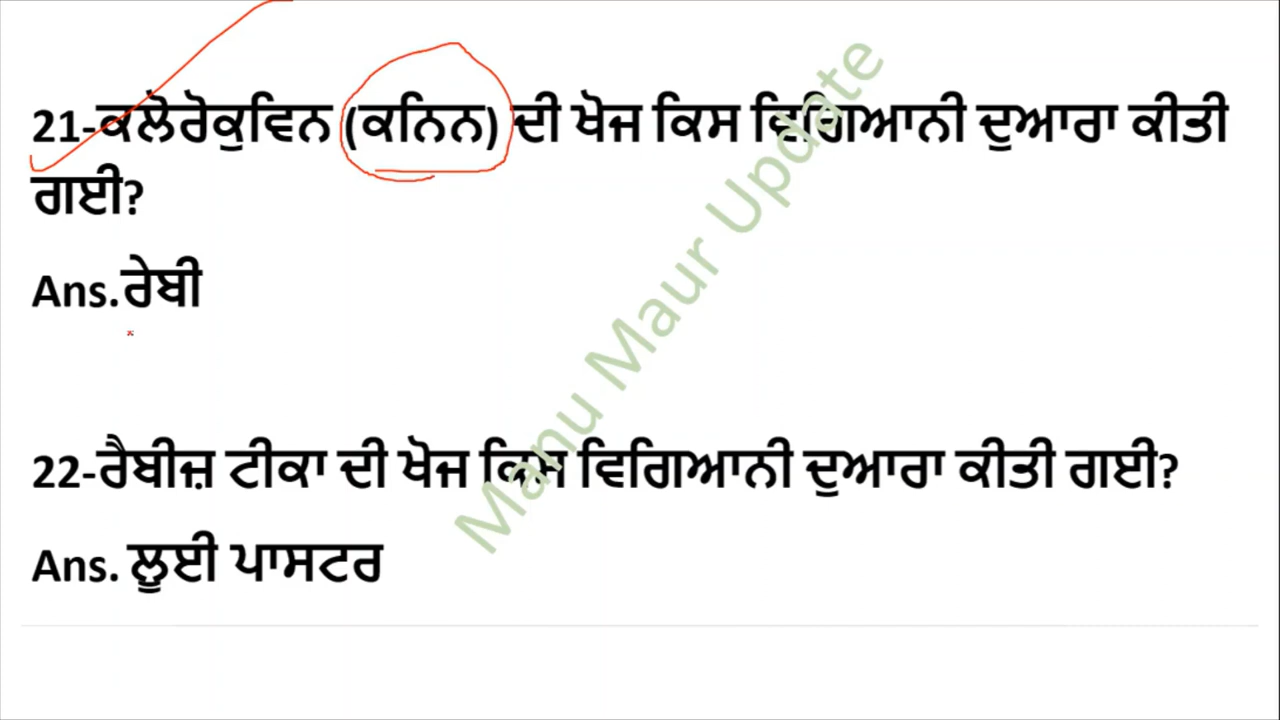 21-ਕਲੋਰੋਕੁਵਿਨ (ਕਨਿਨ) ਦੀ ਖੋਜ ਕਿਸ ਵਿਗਿਆਨੀ ਦੁਆਰਾ ਕੀਤੀ
ਗਈ?
Ans.ਰੇਬੀ
22-ਰੈਬੀਜ਼ ਟੀਕਾ ਦੀ ਖੋਜ ਕਿਸ ਵਿਗਿਆਨੀ ਦੁਆਰਾ ਕੀਤੀ ਗਈ?
Ans. ਲੂਈ ਪਾਸਟਰ
Manu Maur Update